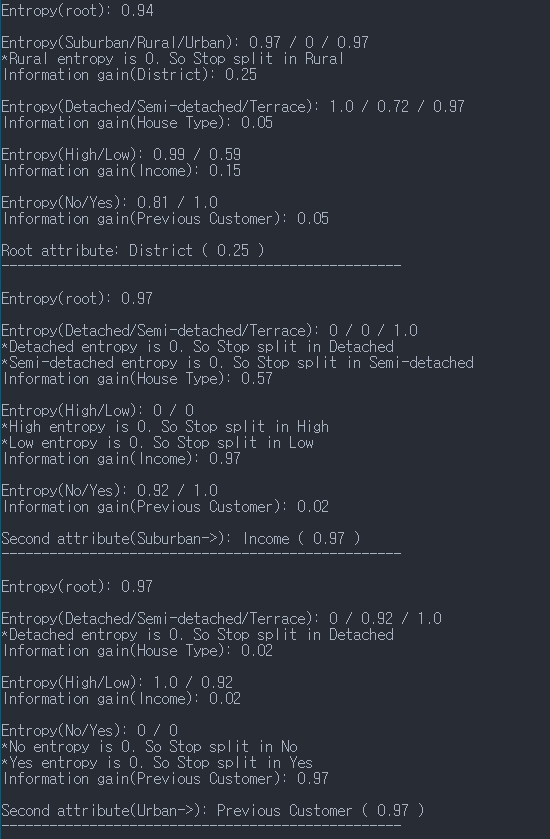 Entropy(root): 0.94
Entropy(Suburban/Rural/Urban): 0.97 / 0 / 0.97
*Rural entropy is 0. So Stop split in Rural
Information gain(District): 0.25
Entropy(Detached/Semi-detached/Terrace): 1.0 / 0.72 / 0.97
Information gain(House Type): 0.05
Entropy(High/Low): 0.99 / 0.59
Information gain(Income): 0.15
Entropy(No/Yes): 0.81 / 1.0
Information gain(Previous Customer): 0.05
Root attribute: District ( 0.25 )
--------------------------------------------------
Entropy(root): 0.97
Entropy(Detached/Semi-detached/Terrace): 0 / 0 / 1.0
*Detached entropy is 0. So Stop split in Detached
*Semi-detached entropy is 0. So Stop split in Semi-detached
Information gain(House Type): 0.57
Entropy(High/Low): 0 / 0
*High entropy is 0. So Stop split in High
*Low entropy is 0. So Stop split in Low
Information gain(Income): 0.97
Entropy(No/Yes): 0.92 / 1.0
Information gain(Previous Customer): 0.02
Second attribute(Suburban->): Income ( 0.97 )
--------------------------------------------------
Entropy(root): 0.97
Entropy(Detached/Semi-detached/Terrace): 0 / 0.92 / 1.0
*Detached entropy is 0. So Stop split in Detached
Information gain(House Type): 0.02
Entropy(High/Low): 1.0 / 0.92
Information gain(Income): 0.02
Entropy(No/Yes): 0 / 0
*No entropy is 0. So Stop split in No
*Yes entropy is 0. So Stop split in Yes
Information gain(Previous Customer): 0.97
Second attribute(Urban->): Previous Customer ( 0.97 )
--------------------------------------------------